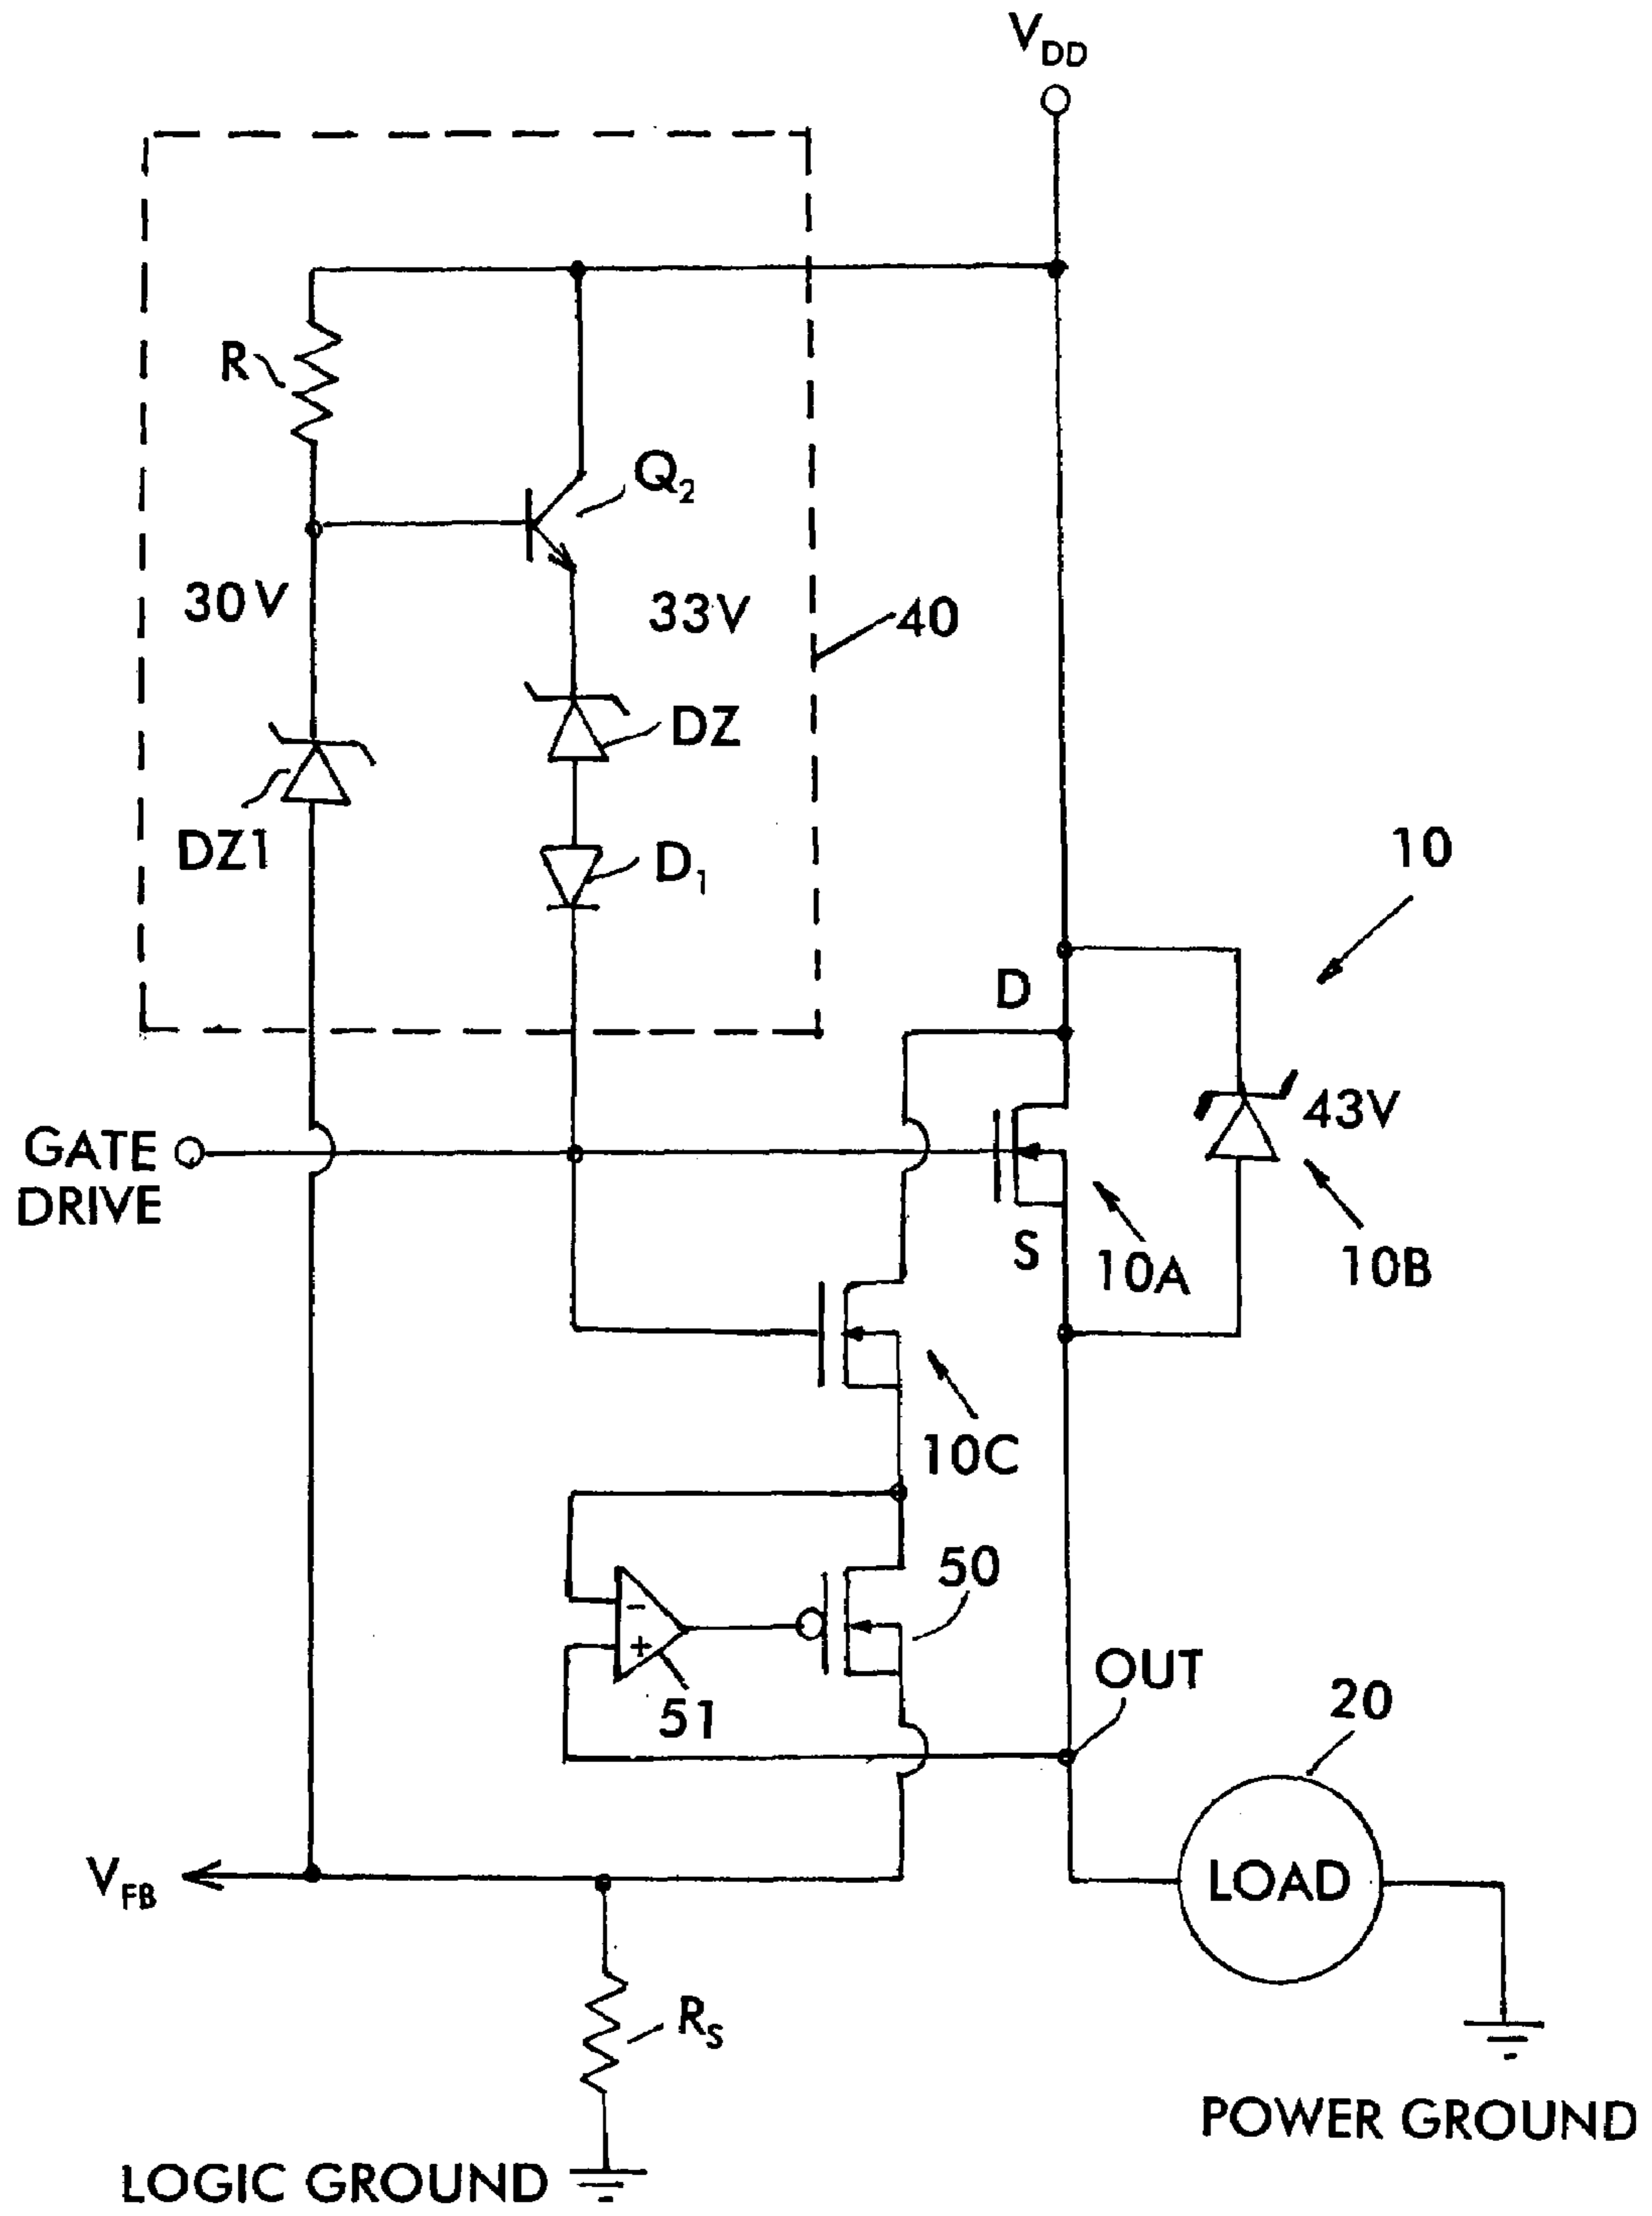 V_DD
R
Q_2
30V
33V
40
DZ
DZ1
D_1
10
D
43V
GATE
DRIVE
S
10A
10B
10C
50
-
+
51
OUT
20
V_FB
LOAD
R_S
POWER GROUND
LOGIC GROUND